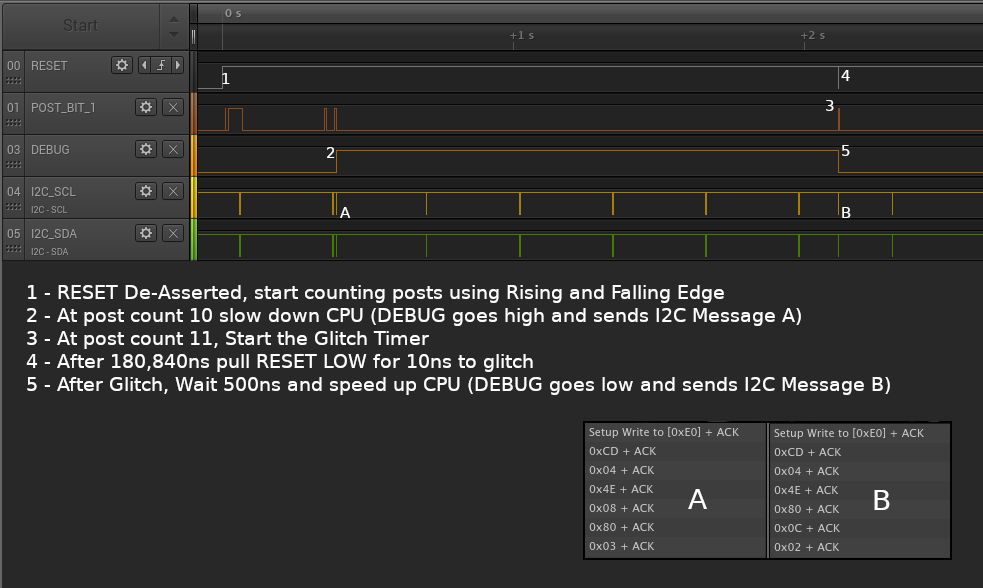 Start
0 s
+1 s
+2 s
00 RESET
1
4
01 POST_BIT_1
3
03 DEBUG
2
5
04 I2C_SCL
I2C - SCL
A
B
05 I2C_SDA
I2C - SDA
1 - RESET De-Asserted, start counting posts using Rising and Falling Edge
2 - At post count 10 slow down CPU (DEBUG goes high and sends I2C Message A)
3 - At post count 11, Start the Glitch Timer
4 - After 180,840ns pull RESET LOW for 10ns to glitch
5 - After Glitch, Wait 500ns and speed up CPU (DEBUG goes low and sends I2C Message B)
Setup Write to [0xE0] + ACK
0xCD + ACK
0x04 + ACK
0x4E + ACK
0x08 + ACK
0x80 + ACK
0x03 + ACK
A
Setup Write to [0xE0] + ACK
0xCD + ACK
0x04 + ACK
0x4E + ACK
0x80 + ACK
0x0C + ACK
0x02 + ACK
B